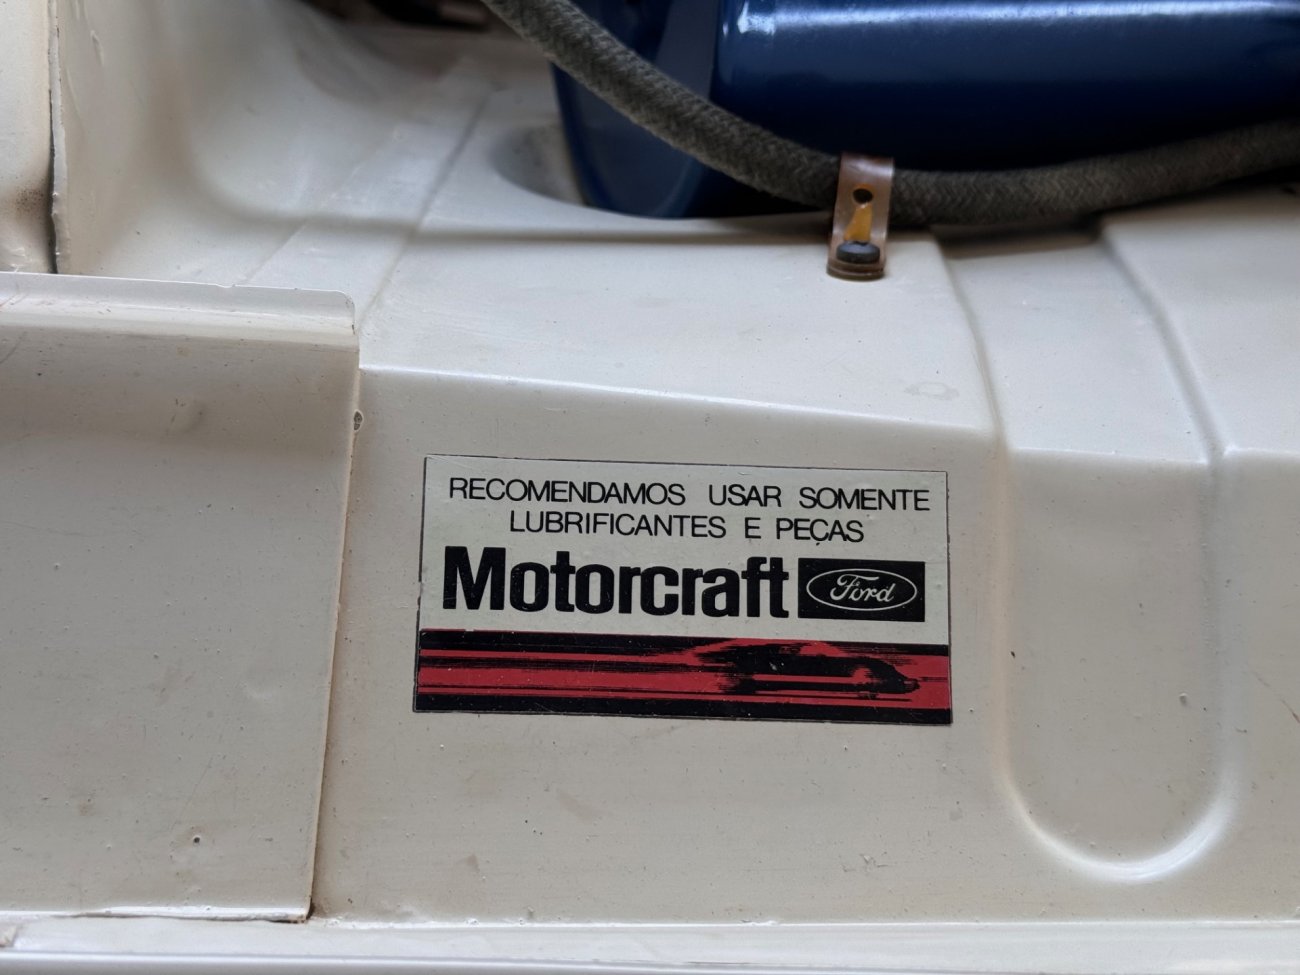 RECOMENDAMOS USAR SOMENTE
LUBRIFICANTES E PEÇAS
Motorcraft Ford